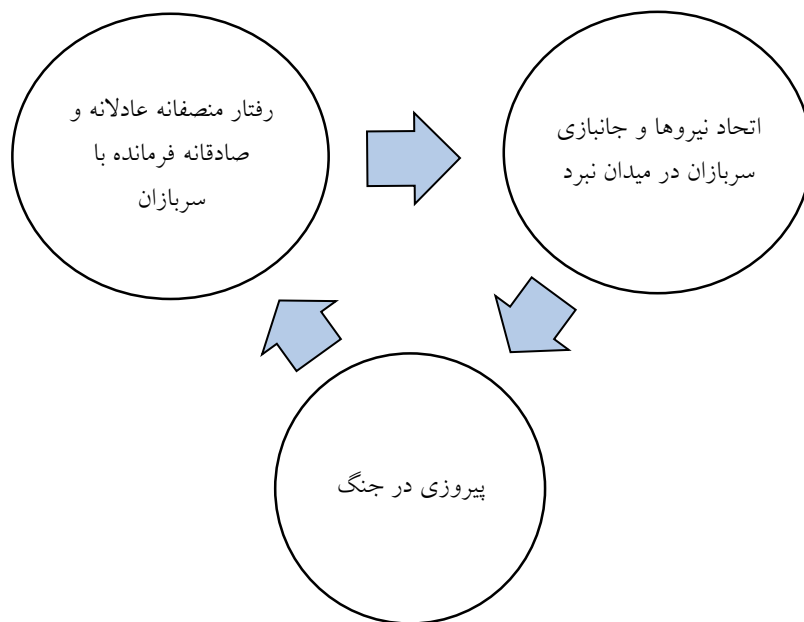 رفتار منصفانه عادلانه و
صادقانه فرمانده با
سربازان
اتحاد نیروها و جانبازی
سربازان در میدان نبرد
پیروزی در جنگ